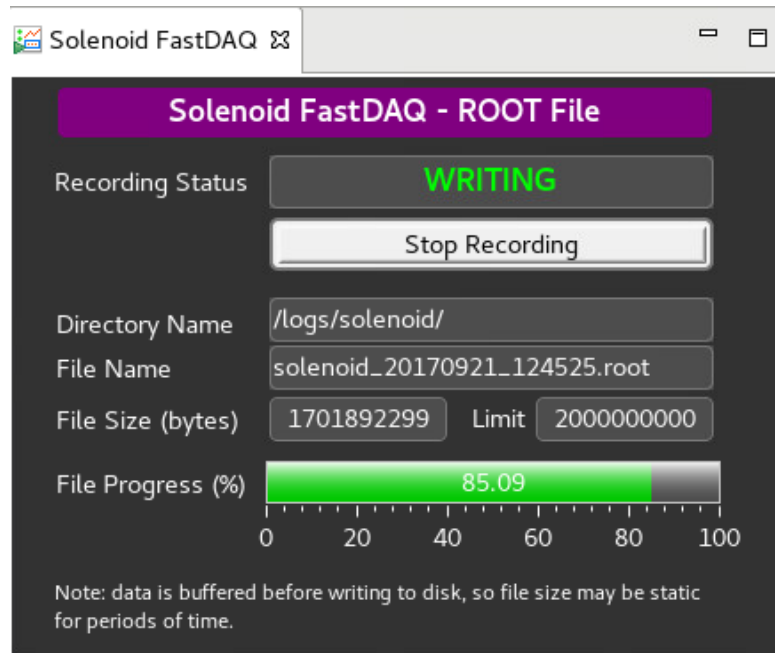 Solenoid FastDAQ
Solenoid FastDAQ - ROOT File
Recording Status WRITING
Stop Recording
Directory Name /logs/solenoid/
File Name solenoid_20170921_124525.root
File Size (bytes) 1701892299 Limit 2000000000
File Progress (%) 85.09
0 20 40 60 80 100
Note: data is buffered before writing to disk, so file size may be static
for periods of time.